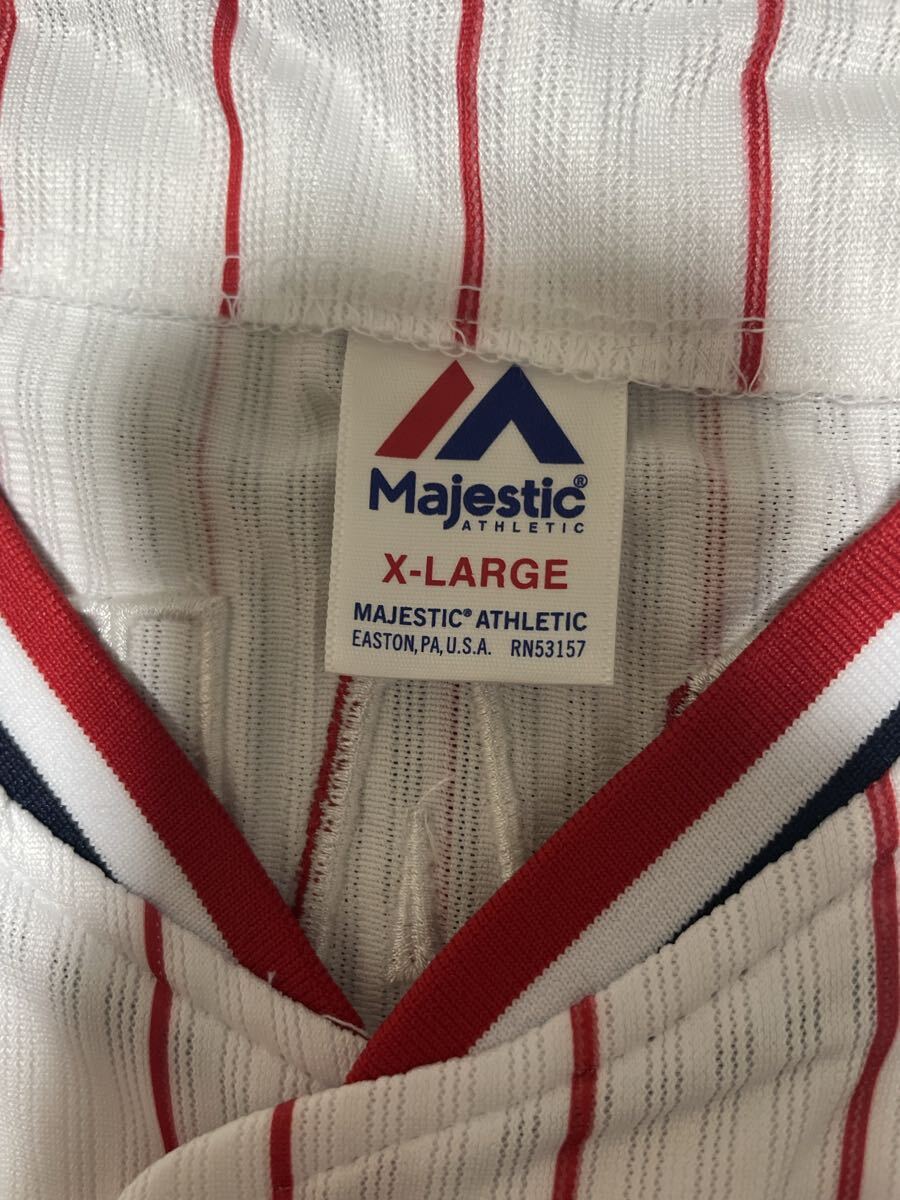 Majestic®
ATHLETIC
X-LARGE
MAJESTIC® ATHLETIC
EASTON, PA, U.S.A. RN53157